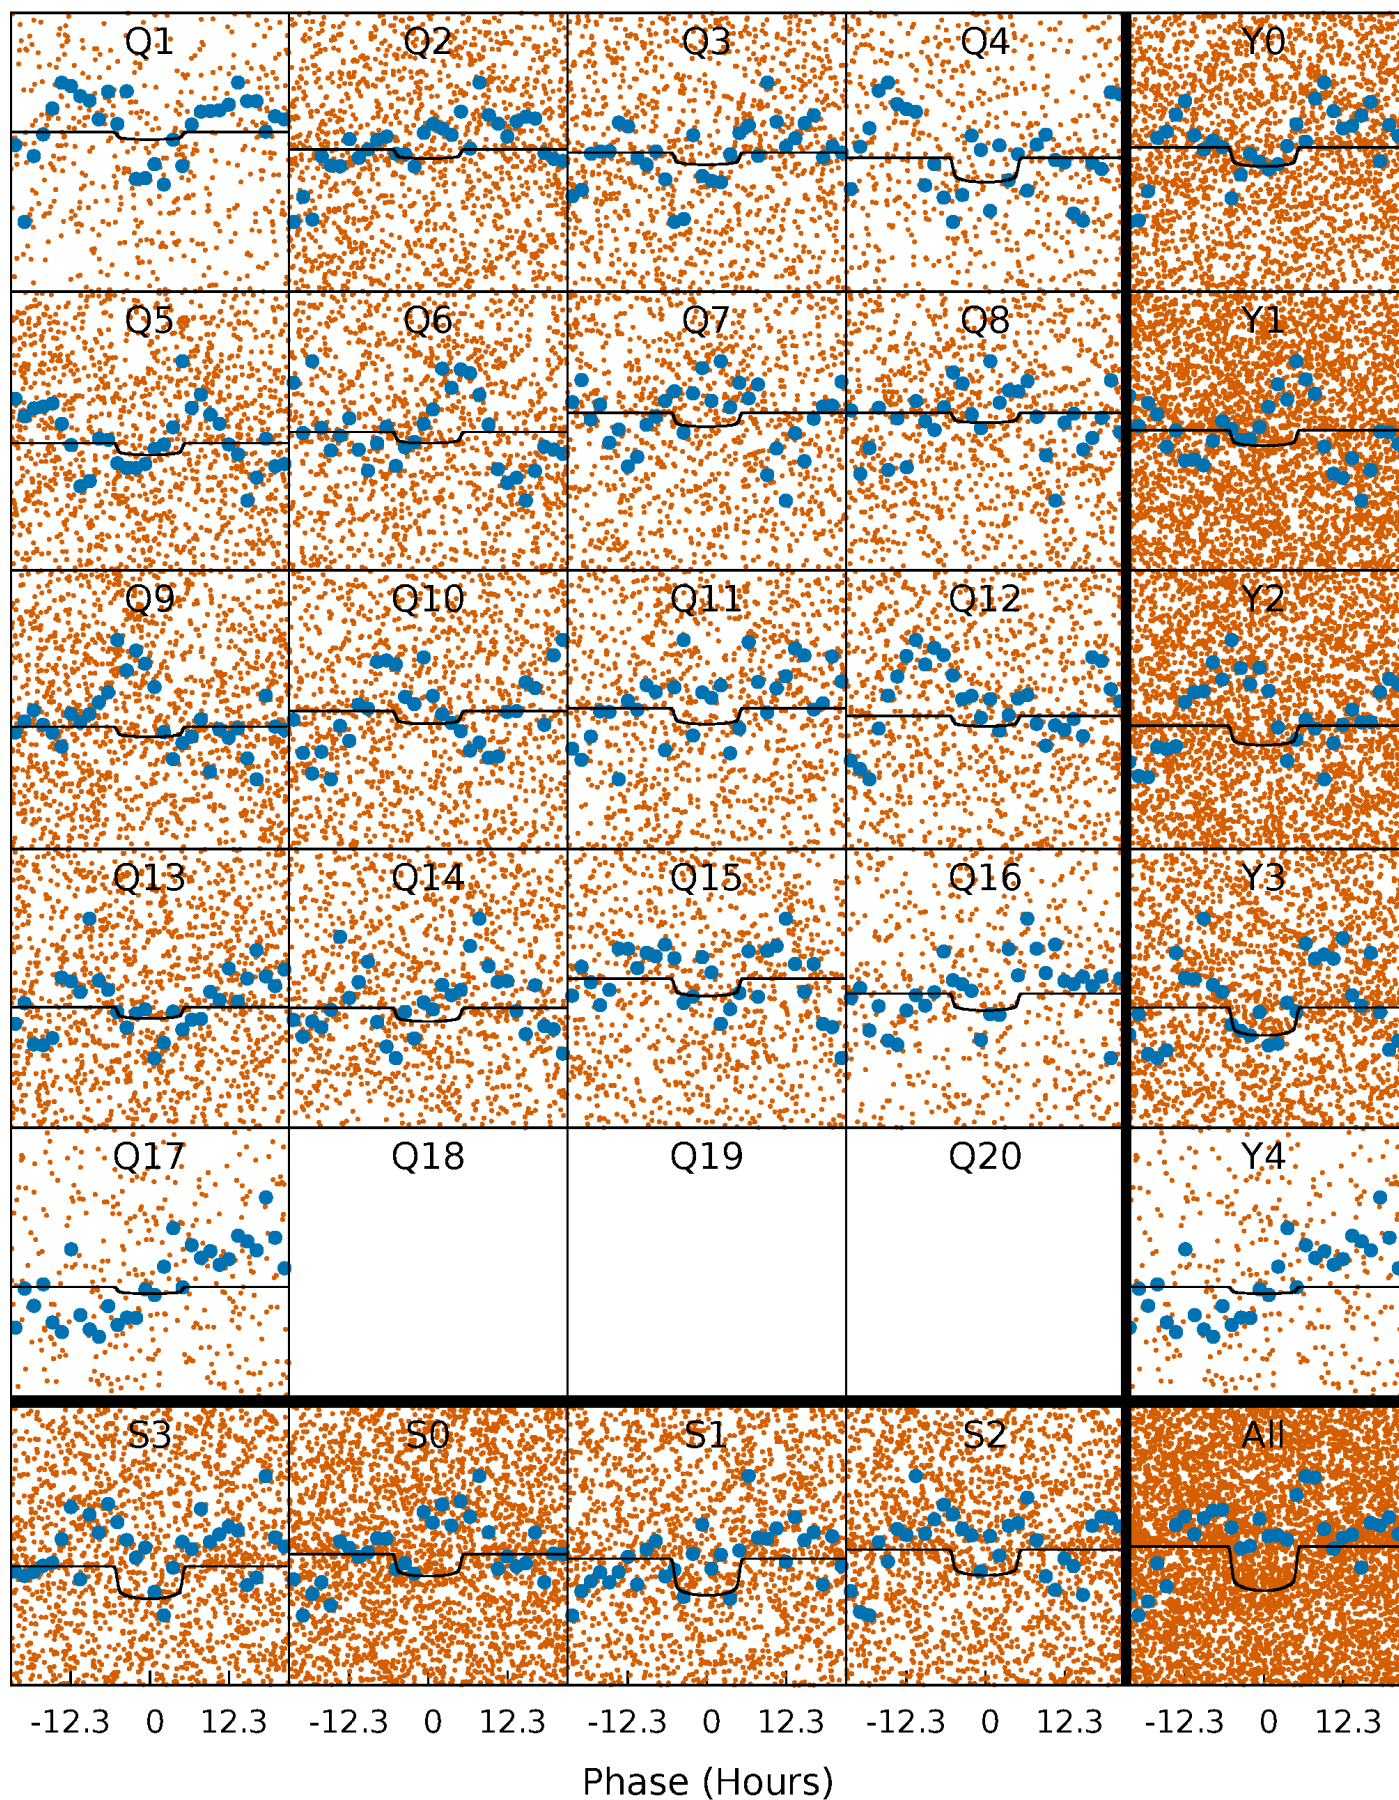 Q1 Q2 Q3 Q4 Y0
Q5 Q6 Q7 Q8 Y1
Q9 Q10 Q11 Q12 Y2
Q13 Q14 Q15 Q16 Y3
Q17 Q18 Q19 Q20 Y4
S3 S0 S1 S2 All
-12.3 0 12.3 -12.3 0 12.3 -12.3 0 12.3 -12.3 0 12.3 -12.3 0 12.3
Phase (Hours)